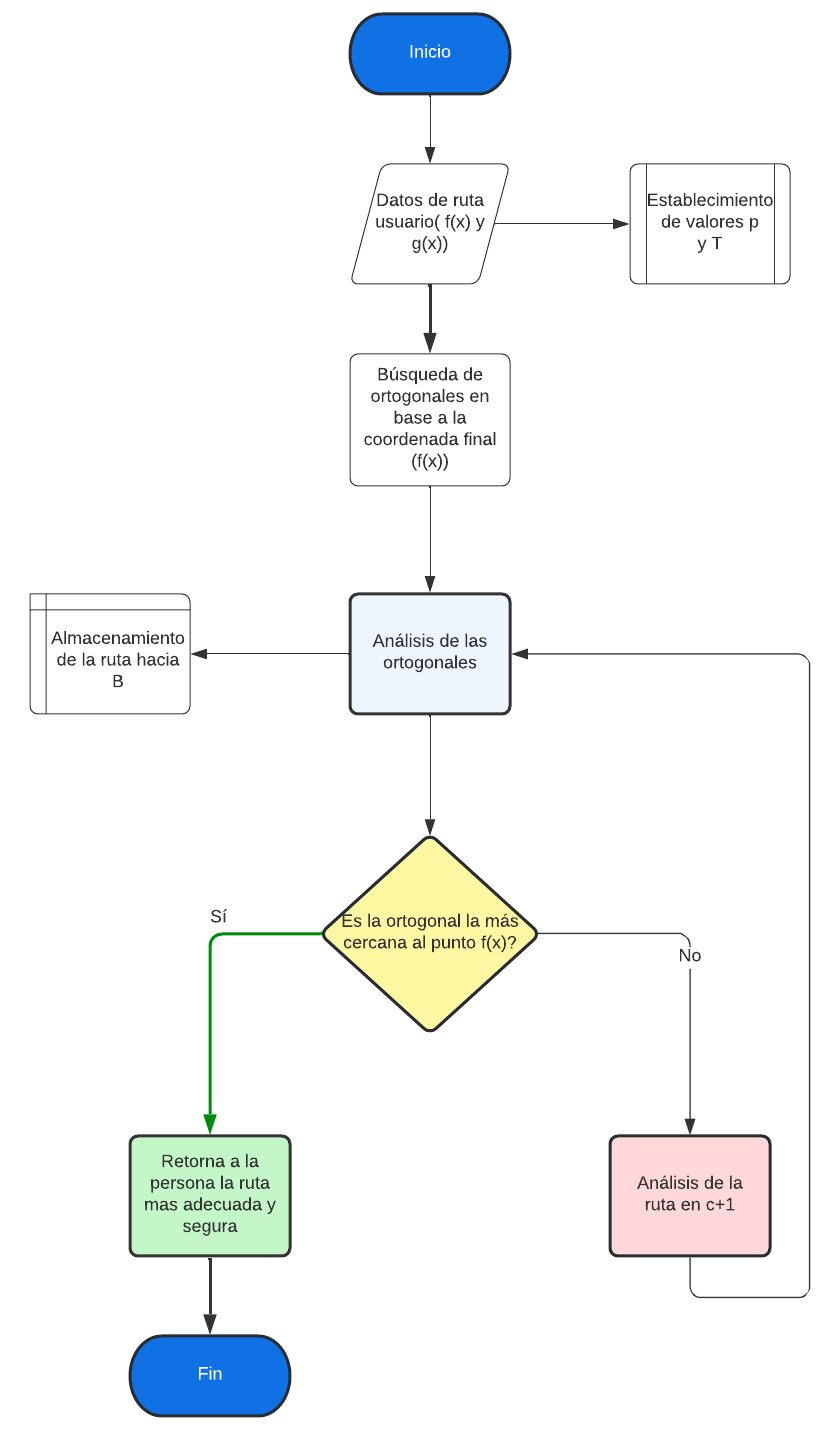 Inicio
Datos de ruta
usuario( f(x) y
g(x))
Establecimiento
de valores p
y T
Búsqueda de
ortogonales en
base a la
coordenada final
(f(x))
Almacenamiento
de la ruta hacia
B
Análisis de las
ortogonales
Es la ortogonal la más
cercana al punto f(x)?
Sí
No
Retorna a la
persona la ruta
mas adecuada y
segura
Análisis de la
ruta en c+1
Fin